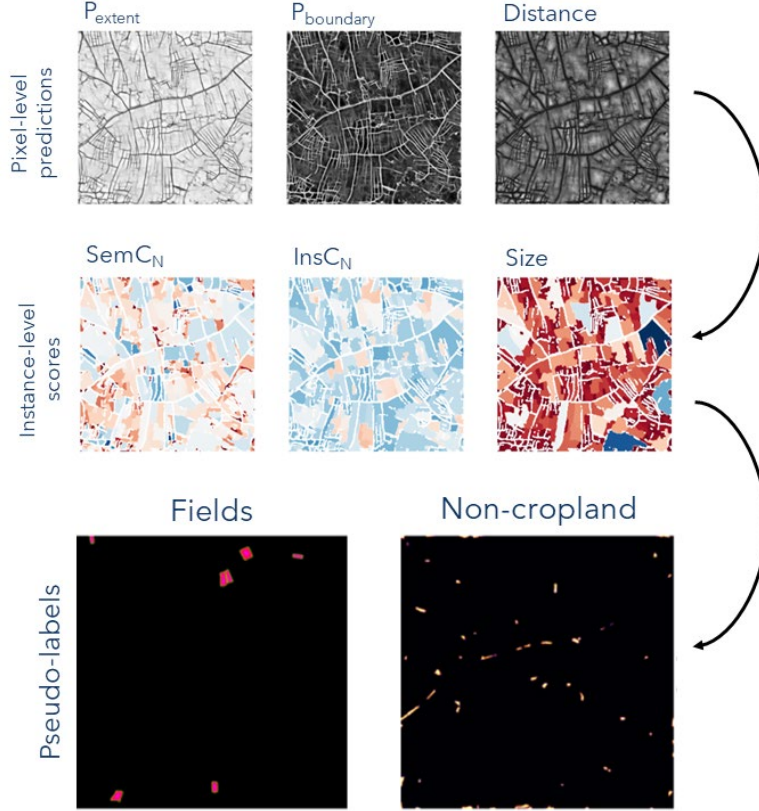 P_extent
P_boundary
Distance
Pixel-level
predictions
SemC_N
InsC_N
Size
Instance-level
scores
Fields
Non-cropland
Pseudo-labels